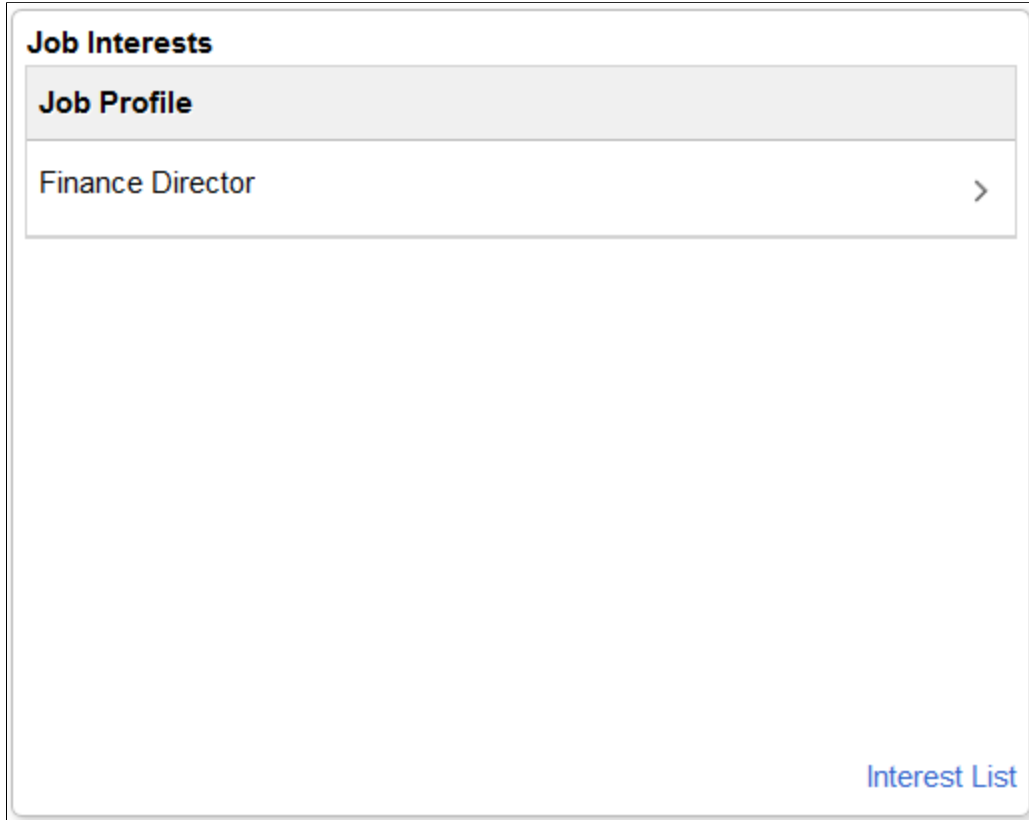 Job Interests
Job Profile
Finance Director
Interest List